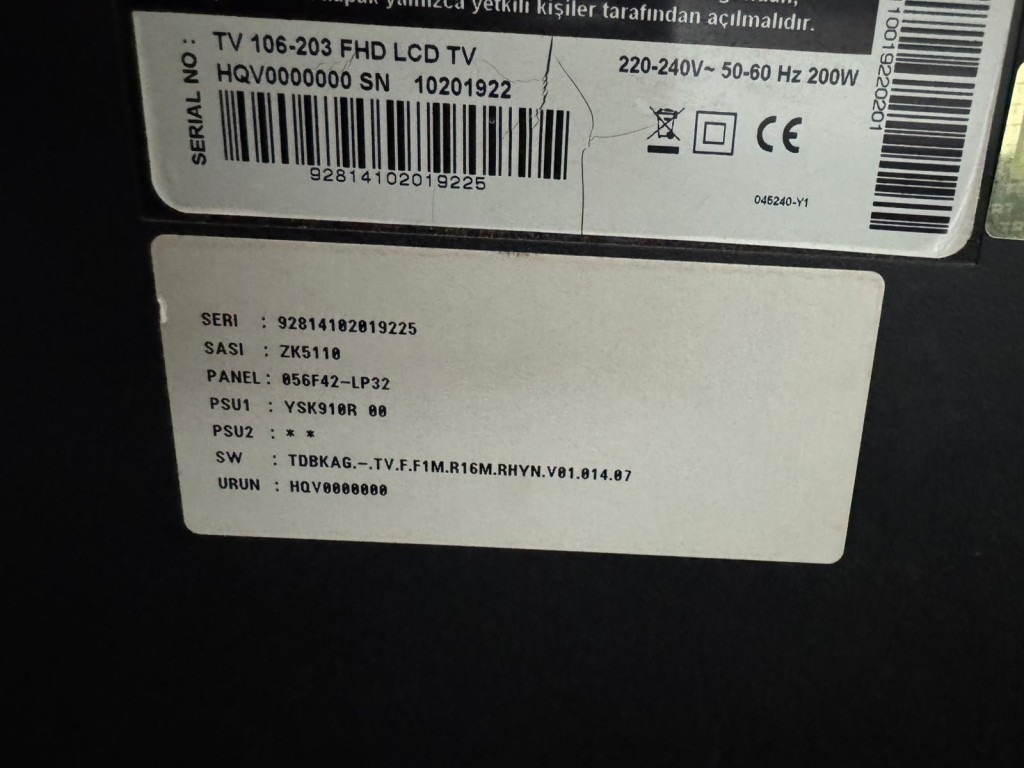 yalnızca yetkili kişiler tarafından açılmalıdır.
SERIAL NO :
TV 106-203 FHD LCD TV
HQV0000000 SN 10201922
92814102019225
220-240V~ 50-60 Hz 200W
CE
046240-Y1
SERI : 92814102019225
SASI : ZK5110
PANEL : 056F42-LP32
PSU1 : YSK910R 00
PSU2 : * *
SW : TDBKAG.-.TV.F.F1M.R16M.RHYN.V01.014.07
URUN : HQV0000000